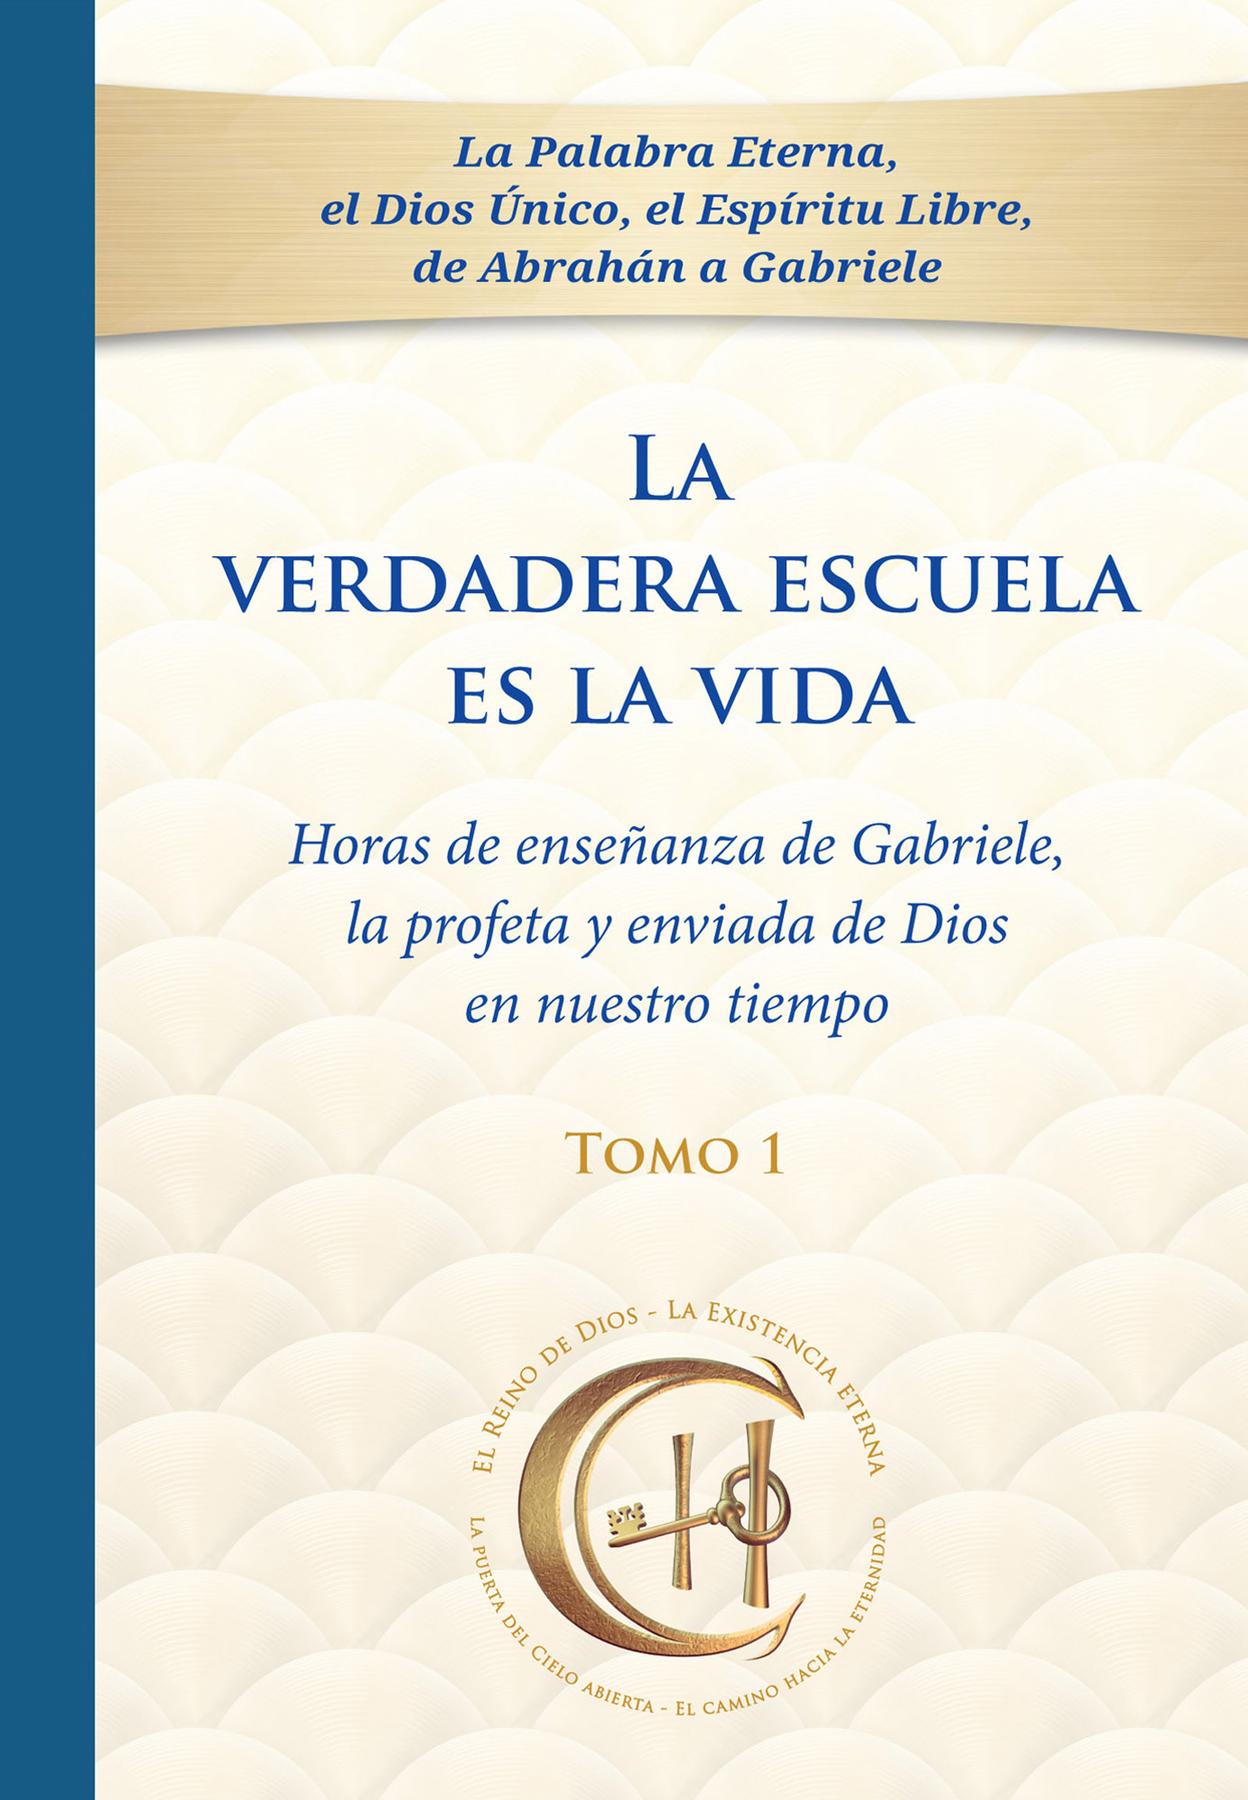 La Palabra Eterna,
el Dios Único, el Espíritu Libre,
de Abrahán a Gabriele
La
verdadera escuela
es la vida
Horas de enseñanza de Gabriele,
la profeta y enviada de Dios
en nuestro tiempo
Tomo 1
El Reino de Dios - La Existencia eterna
La puerta del Cielo abierta - El camino hacia la eternidad
CH